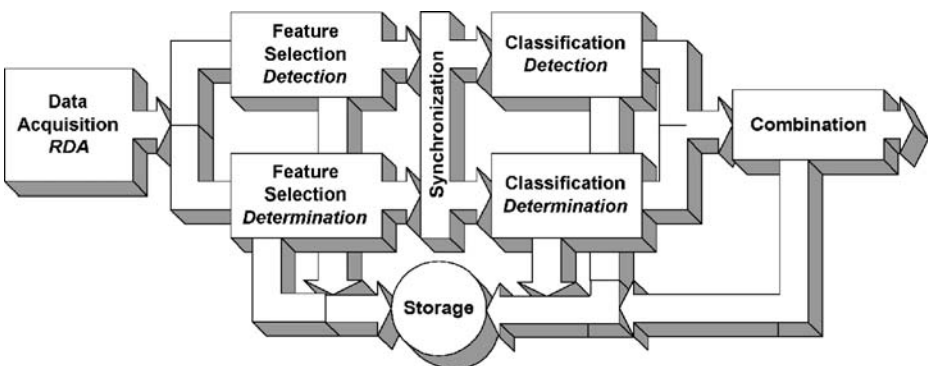 Data
Acquisition
RDA
Feature
Selection
Detection
Feature
Selection
Determination
Synchronization
Classification
Detection
Classification
Determination
Combination
Storage